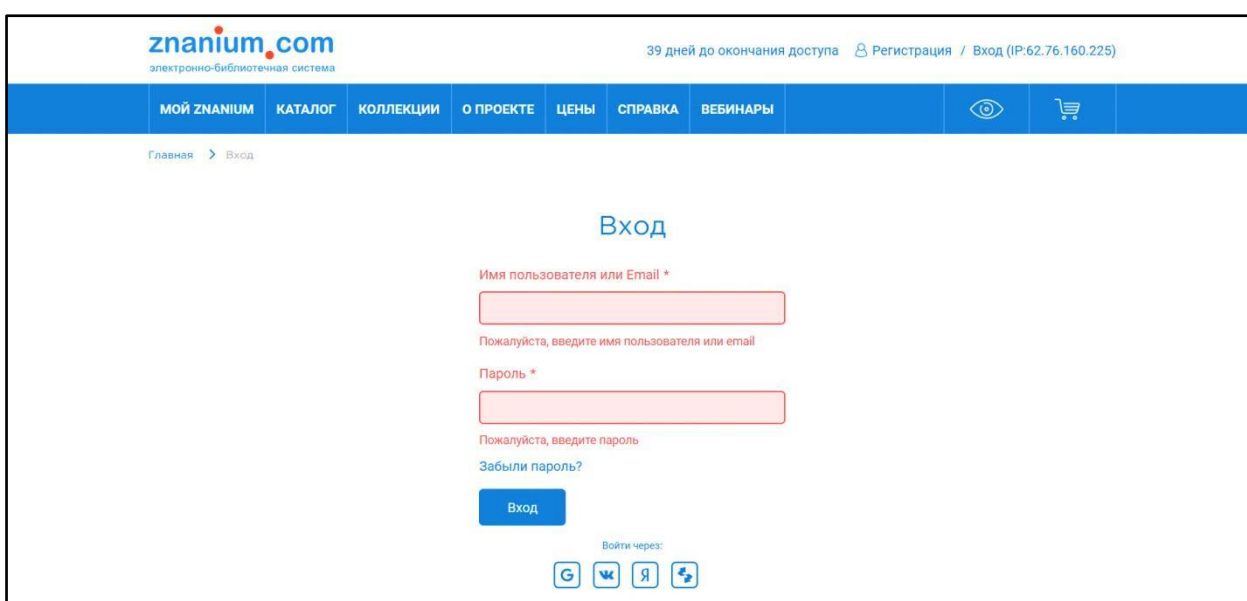 znanium.com
электронно-библиотечная система
39 дней до окончания доступа Регистрация / Вход (IP:62.76.160.225)
МОЙ ZNANIUM КАТАЛОГ КОЛЛЕКЦИИ О ПРОЕКТЕ ЦЕНЫ СПРАВКА ВЕБИНАРЫ
Главная > Вход
Вход
Имя пользователя или Email *
Пожалуйста, введите имя пользователя или email
Пароль *
Пожалуйста, введите пароль
Забыли пароль?
Вход
Войти через:
G Я